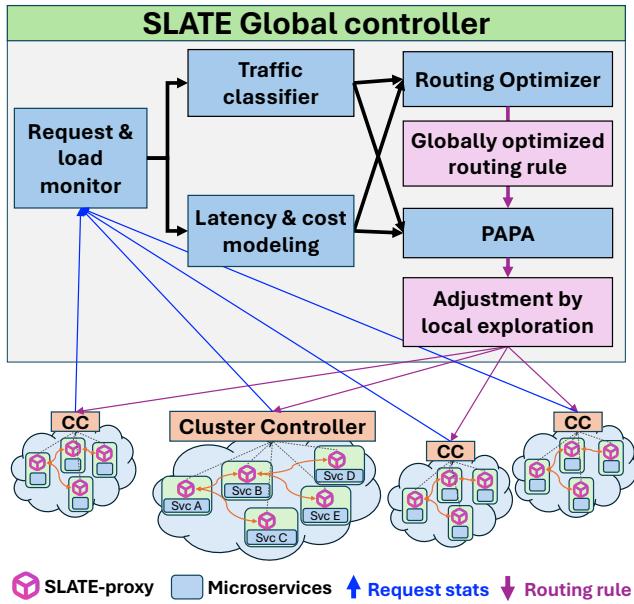 SLATE Global controller
Request &
load
monitor
Traffic
classifier
Latency & cost
modeling
Routing Optimizer
Globally optimized
routing rule
PAPA
Adjustment by
local exploration
CC
Cluster Controller
CC
CC
Svc A
Svc B
Svc C
Svc D
Svc E
SLATE-proxy
Microservices
Request stats
Routing rule